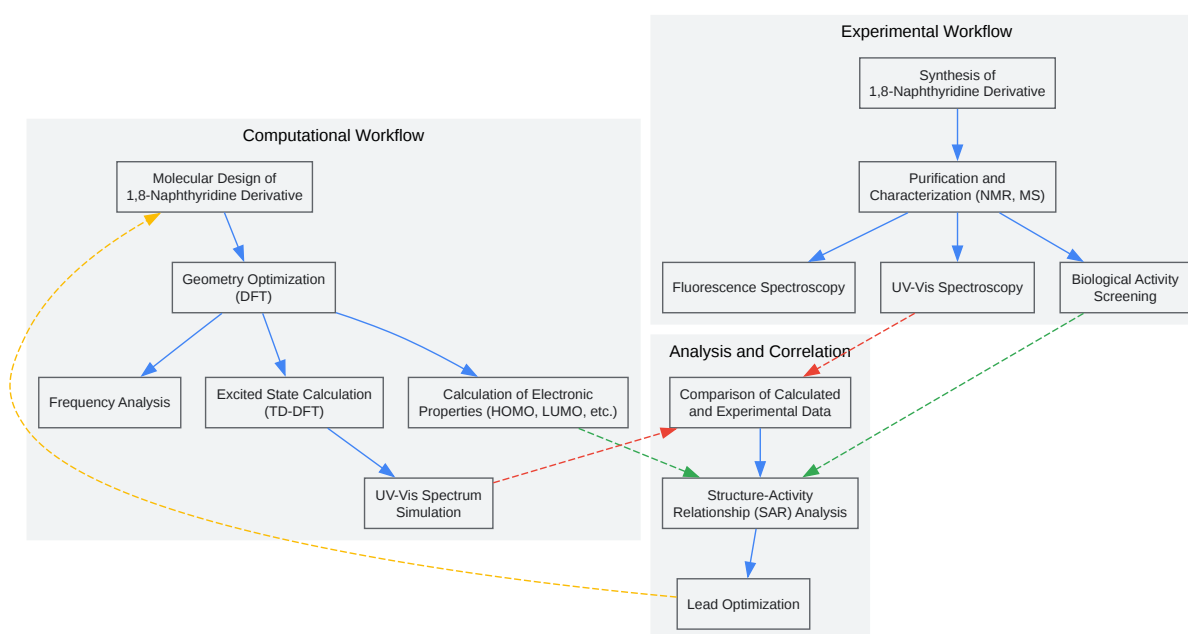 Experimental Workflow
Synthesis of
1,8-Naphthyridine Derivative
Purification and
Characterization (NMR, MS)
Fluorescence Spectroscopy
UV-Vis Spectroscopy
Biological Activity
Screening
Computational Workflow
Molecular Design of
1,8-Naphthyridine Derivative
Geometry Optimization
(DFT)
Frequency Analysis
Excited State Calculation
(TD-DFT)
Calculation of Electronic
Properties (HOMO, LUMO, etc.)
UV-Vis Spectrum
Simulation
Analysis and Correlation
Comparison of Calculated
and Experimental Data
Structure-Activity
Relationship (SAR) Analysis
Lead Optimization